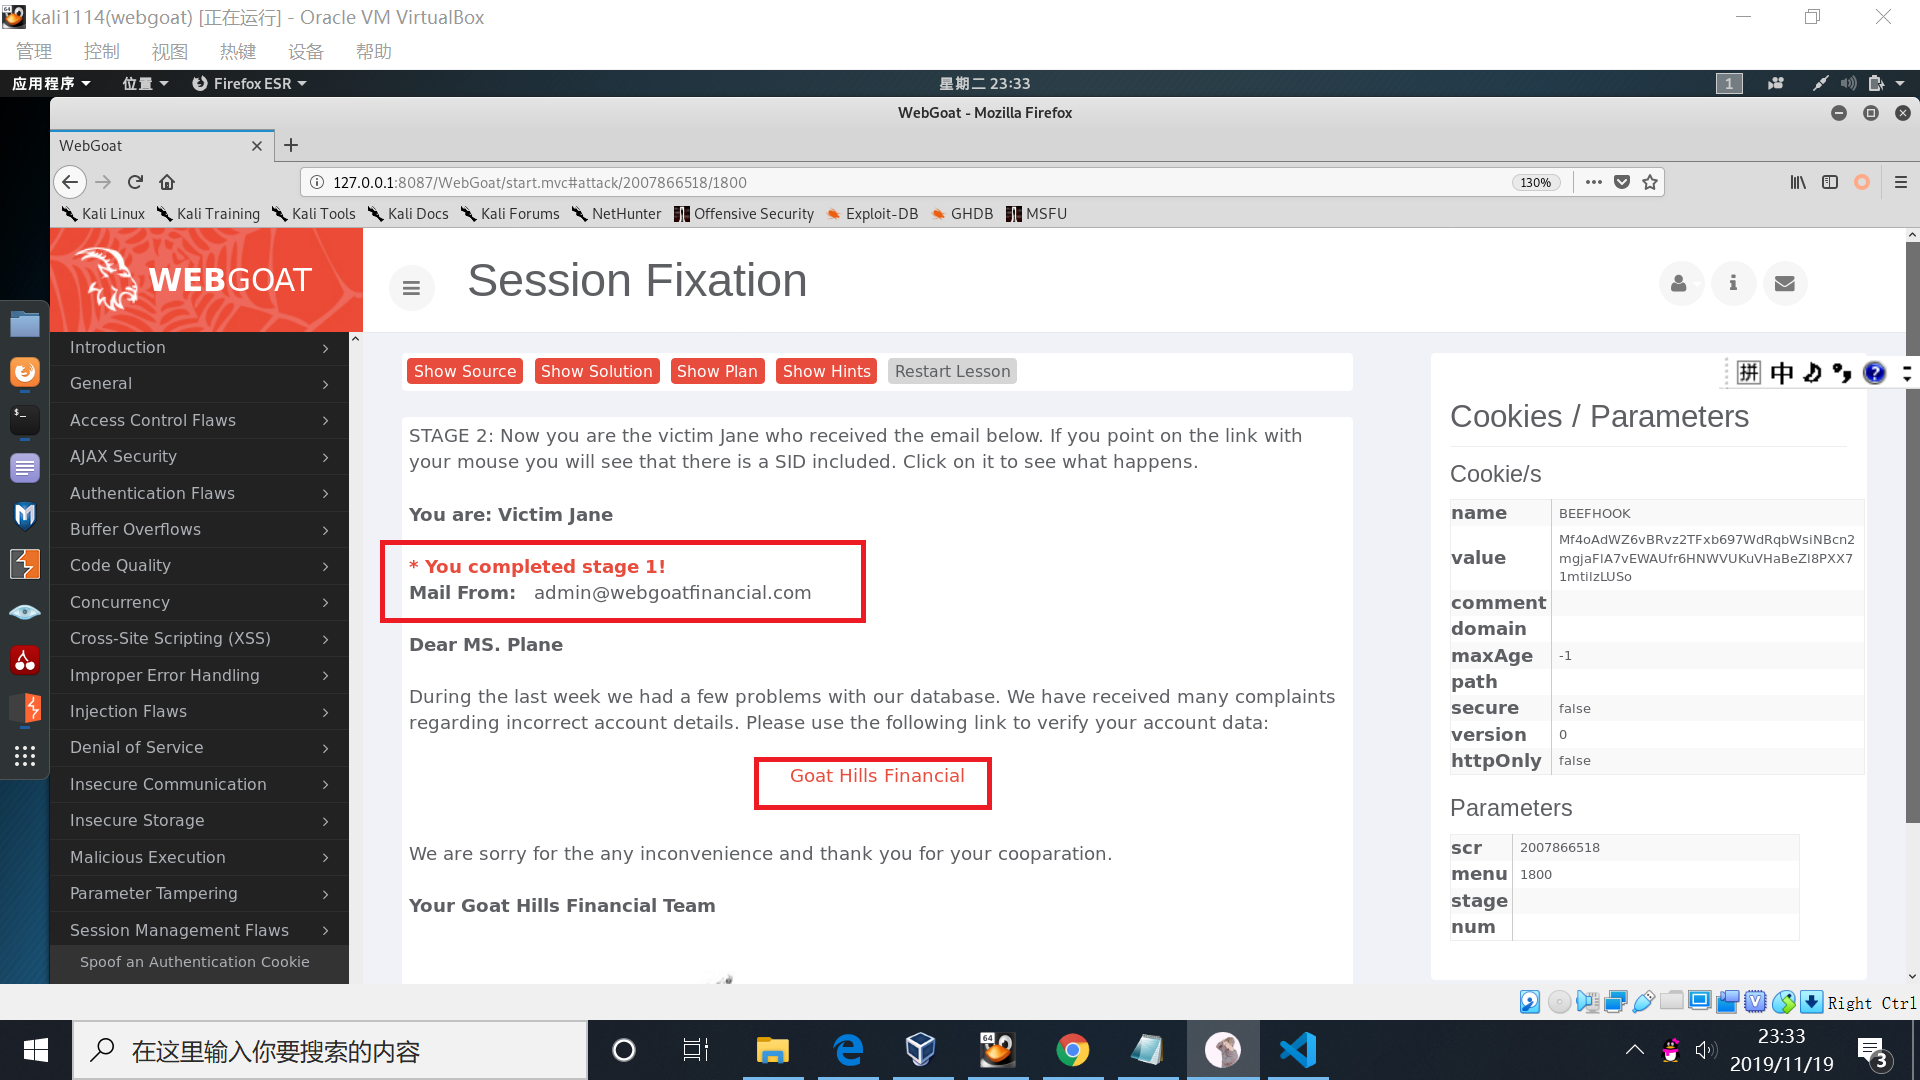 kali1114(webgoat) [正在运行] - Oracle VM VirtualBox
管理 控制 视图 热键 设备 帮助
应用程序 位置 Firefox ESR 星期二 23:33 1
WebGoat - Mozilla Firefox
WebGoat
127.0.0.1:8087/WebGoat/start.mvc#attack/2007866518/1800 130%
Kali Linux Kali Training Kali Tools Kali Docs Kali Forums NetHunter Offensive Security Exploit-DB GHDB MSFU
WEBGOAT
Session Fixation
Introduction
General
Access Control Flaws
AJAX Security
Authentication Flaws
Buffer Overflows
Code Quality
Concurrency
Cross-Site Scripting (XSS)
Improper Error Handling
Injection Flaws
Denial of Service
Insecure Communication
Insecure Storage
Malicious Execution
Parameter Tampering
Session Management Flaws
Spoof an Authentication Cookie
Show Source Show Solution Show Plan Show Hints Restart Lesson
STAGE 2: Now you are the victim Jane who received the email below. If you point on the link with
your mouse you will see that there is a SID included. Click on it to see what happens.
You are: Victim Jane
* You completed stage 1!
Mail From: admin@webgoatfinancial.com
Dear MS. Plane
During the last week we had a few problems with our database. We have received many complaints
regarding incorrect account details. Please use the following link to verify your account data:
Goat Hills Financial
We are sorry for the any inconvenience and thank you for your cooparation.
Your Goat Hills Financial Team
拼 中
Cookies / Parameters
Cookie/s
name BEEFHOOK
value Mf4oAdWZ6vBRvz2TFxb697WdRqbWsiNBcn2
mgjaFlA7vEWAUfr6HNWVUKuVHaBeZl8PXX7
1mtiIzLUSo
comment
domain
maxAge -1
path
secure false
version 0
httpOnly false
Parameters
scr 2007866518
menu 1800
stage
num
Right Ctrl
在这里输入你要搜索的内容
64
23:33
2019/11/19
3